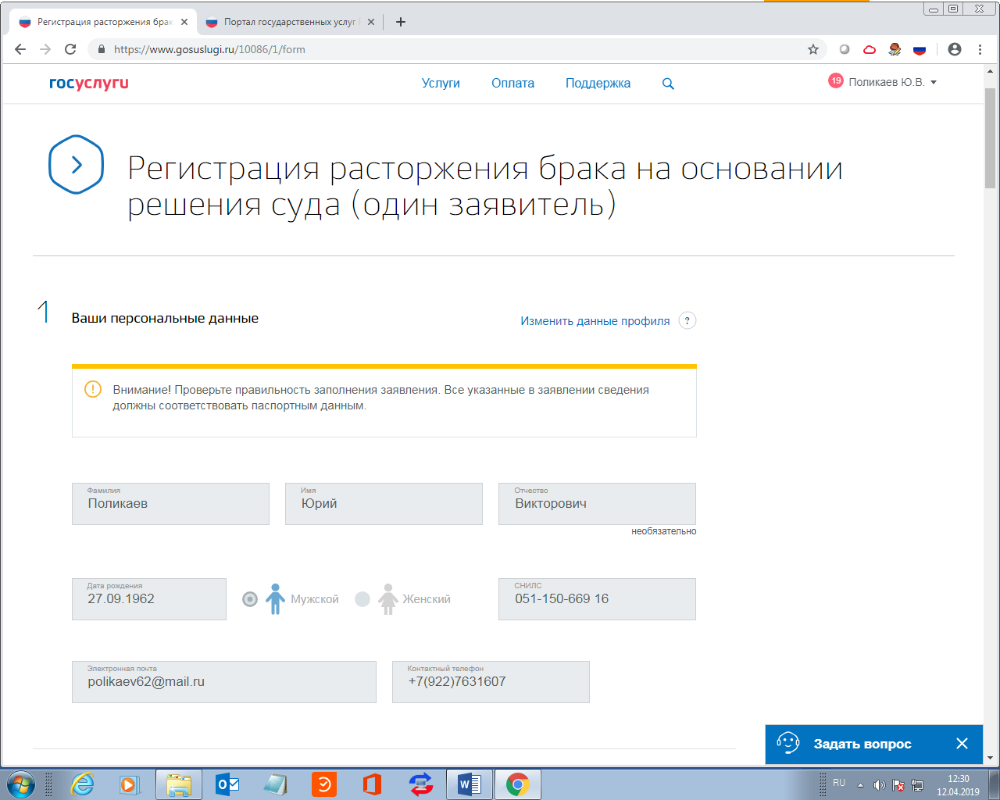 Регистрация расторжения брак
Портал государственных услуг
https://www.gosuslugi.ru/10086/1/form
госуслуги
Услуги
Оплата
Поддержка
19
Поликаев Ю.В.
Регистрация расторжения брака на основании
решения суда (один заявитель)
1
Ваши персональные данные
Изменить данные профиля
?
Внимание! Проверьте правильность заполнения заявления. Все указанные в заявлении сведения
должны соответствовать паспортным данным.
Фамилия
Поликаев
Имя
Юрий
Отчество
Викторович
необязательно
Дата рождения
27.09.1962
Мужской
Женский
СНИЛС
051-150-669 16
Электронная почта
polikaev62@mail.ru
Контактный телефон
+7(922)7631607
Задать вопрос
RU
12:30
12.04.2019